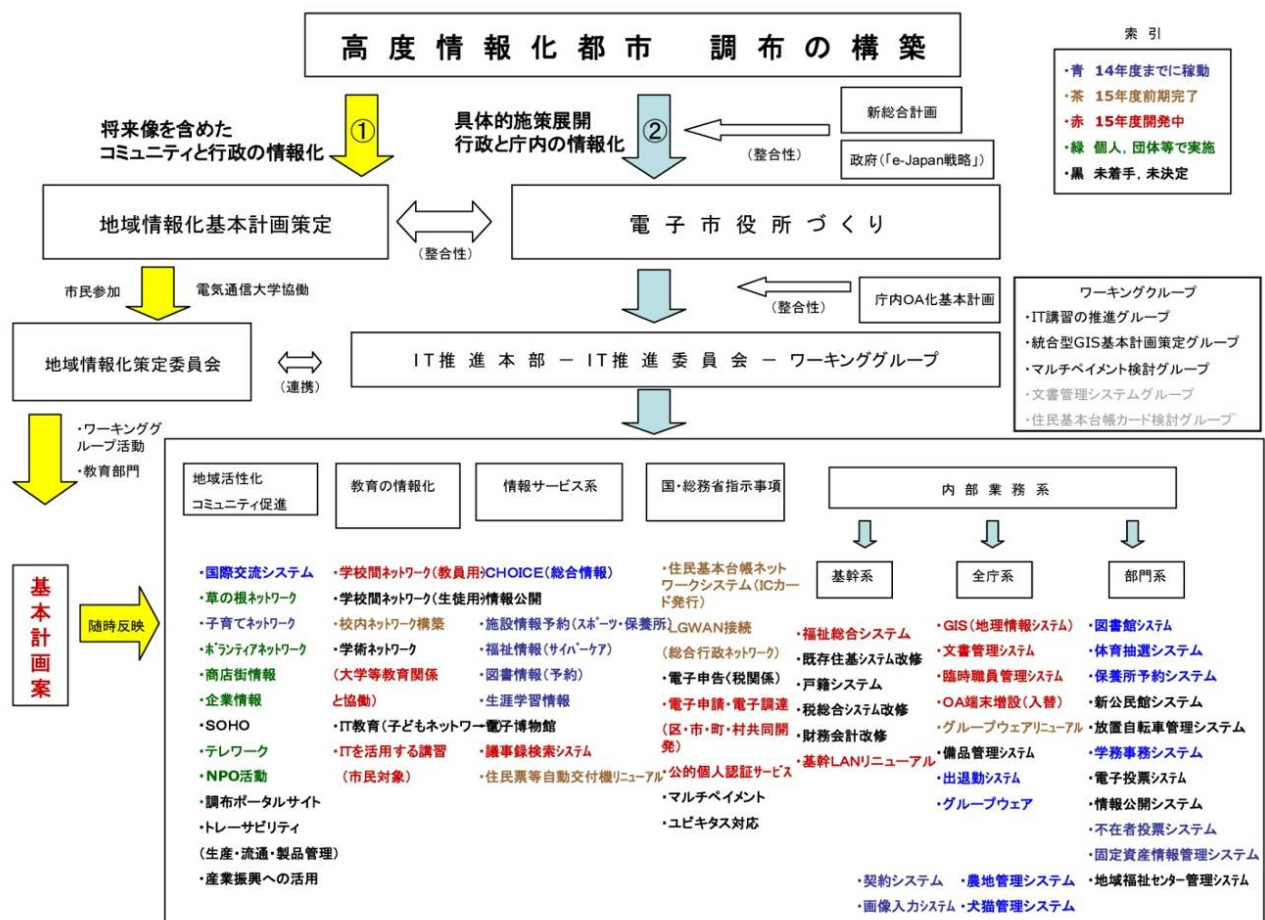 高度情報化都市　調布の構築
索引
・青 14年度までに稼動
・茶 15年度前期完了
・赤 15年度開発中
・緑 個人，団体等で実施
・黒 未着手，未決定
将来像を含めた
コミュニティと行政の情報化
①
具体的施策展開
行政と庁内の情報化
②
(整合性)
新総合計画
政府(｢e-Japan戦略｣)
地域情報化基本計画策定
(整合性)
電子市役所づくり
市民参加
電気通信大学協働
(整合性)
庁内OA化基本計画
ワーキンググループ
・IT講習の推進グループ
・統合型GIS基本計画策定グループ
・マルチペイメント検討グループ
・文書管理システムグループ
・住民基本台帳カード検討グループ
地域情報化策定委員会
(連携)
IT推進本部－IT推進委員会－ワーキンググループ
・ワーキンググ
ループ活動
・教育部門
基本計画案
随時反映
地域活性化
コミュニティ促進
・国際交流システム
・草の根ネットワーク
・子育てネットワーク
・ボランティアネットワーク
・商店街情報
・企業情報
・SOHO
・テレワーク
・NPO活動
・調布ポータルサイト
・トレーサビリティ
(生産・流通・製品管理)
・産業振興への活用
教育の情報化
・学校間ネットワーク(教員用)
・学校間ネットワーク(生徒用)
・校内ネットワーク構築
・学術ネットワーク
(大学等教育関係
と協働)
・IT教育(子どもネットワーク)
・ITを活用する講習
(市民対象)
情報サービス系
・CHOICE(総合情報)
・情報公開
・施設情報予約(スポーツ・保養所)
・福祉情報(サイバーケア)
・図書情報(予約)
・生涯学習情報
・電子博物館
・議事録検索システム
・住民票等自動交付機リニューアル
国・総務省指示事項
・住民基本台帳ネット
ワークシステム(ICカー
ド発行)
・LGWAN接続
(総合行政ネットワーク)
・電子申告(税関係)
・電子申請・電子調達
(区・市・町・村共同開
発)
・公的個人認証サービス
・マルチペイメント
・ユビキタス対応
内部業務系
基幹系
・福祉総合システム
・既存住基システム改修
・戸籍システム
・税総合システム改修
・財務会計改修
・基幹LANリニューアル
全庁系
・GIS(地理情報システム)
・文書管理システム
・臨時職員管理システム
・OA端末増設(入替)
・グループウェアリニューアル
・備品管理システム
・出退勤システム
・グループウェア
部門系
・図書館システム
・体育抽選システム
・保養所予約システム
・新公民館システム
・放置自転車管理システム
・学務事務システム
・電子投票システム
・情報公開システム
・不在者投票システム
・固定資産情報管理システム
・地域福祉センター管理システム
・契約システム　・農地管理システム
・画像入力システム　・犬猫管理システム